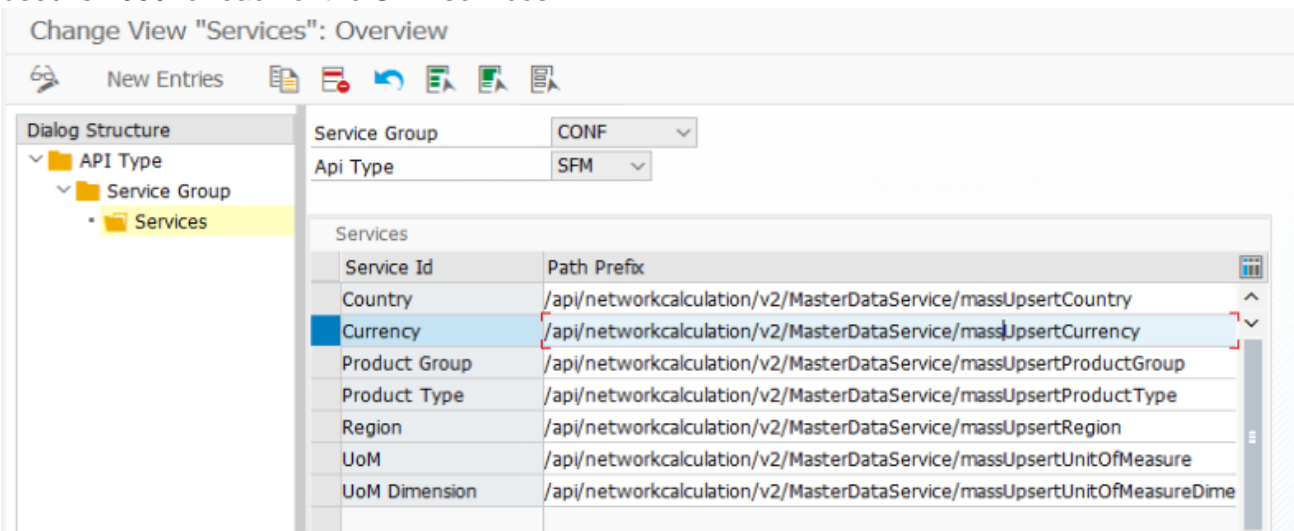 Change View "Services": Overview
New Entries
Dialog Structure
API Type
Service Group
Services
Service Group CONF
Api Type SFM
Services
Service Id Path Prefix
Country /api/networkcalculation/v2/MasterDataService/massUpsertCountry
Currency /api/networkcalculation/v2/MasterDataService/massUpsertCurrency
Product Group /api/networkcalculation/v2/MasterDataService/massUpsertProductGroup
Product Type /api/networkcalculation/v2/MasterDataService/massUpsertProductType
Region /api/networkcalculation/v2/MasterDataService/massUpsertRegion
UoM /api/networkcalculation/v2/MasterDataService/massUpsertUnitOfMeasure
UoM Dimension /api/networkcalculation/v2/MasterDataService/massUpsertUnitOfMeasureDime